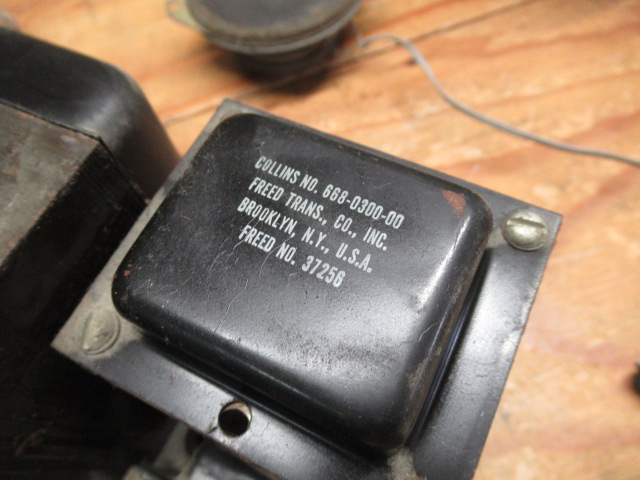 COLLINS NO. 668-0300-00
FREED TRANS., CO., INC.
BROOKLYN, N.Y., U.S.A.
FREED NO. 37256